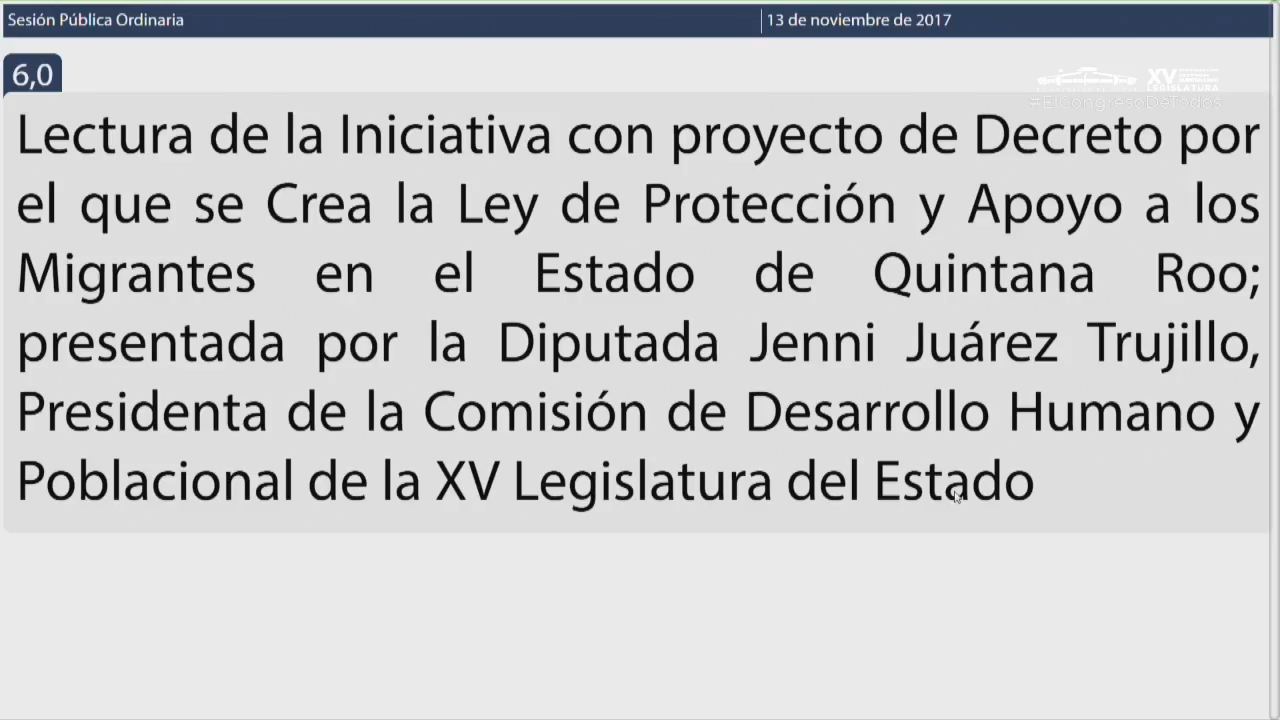 Sesión Pública Ordinaria
13 de noviembre de 2017
6,0
XV
LEGISLATURA
#ElCongresoDeTodos
Lectura de la Iniciativa con proyecto de Decreto por
el que se Crea la Ley de Protección y Apoyo a los
Migrantes en el Estado de Quintana Roo;
presentada por la Diputada Jenni Juárez Trujillo,
Presidenta de la Comisión de Desarrollo Humano y
Poblacional de la XV Legislatura del Estado